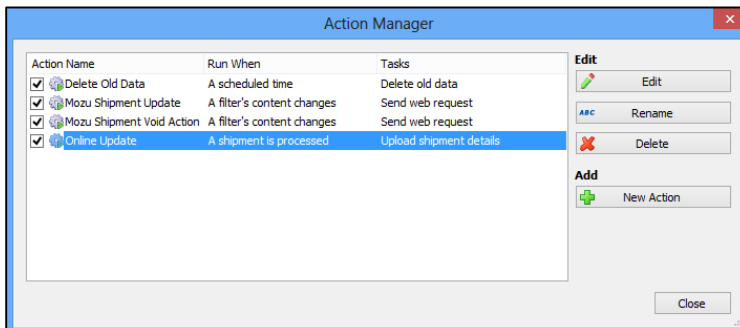 Action Manager
Action Name Run When Tasks
Delete Old Data A scheduled time Delete old data
Mozu Shipment Update A filter's content changes Send web request
Mozu Shipment Void Action A filter's content changes Send web request
Online Update A shipment is processed Upload shipment details
Edit
Edit
ABC Rename
Delete
Add
New Action
Close